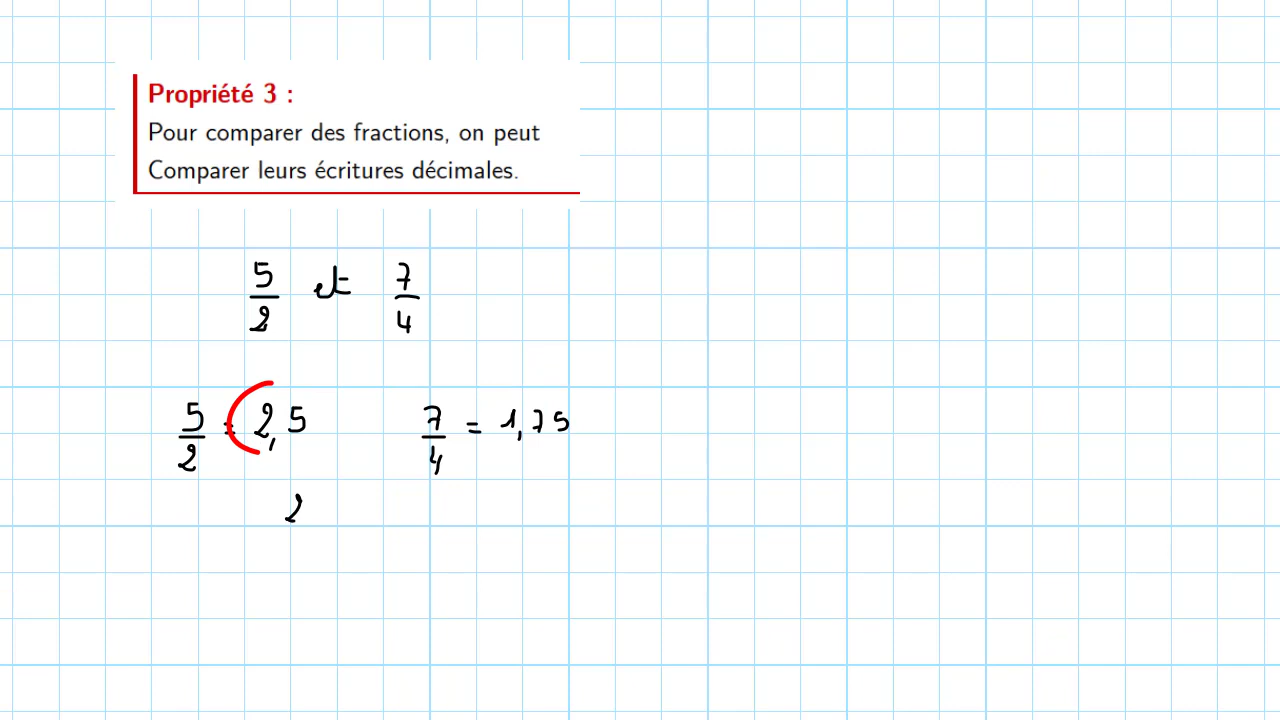 Propriété 3 :
Pour comparer des fractions, on peut
Comparer leurs écritures décimales.
5/2 et 7/4
5/2 = 2,5 7/4 = 1,75
2